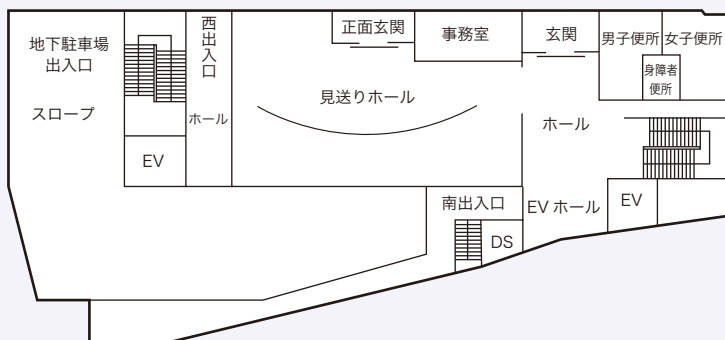 地下駐車場
出入口
スロープ
EV
西出入口
ホール
正面玄関
見送りホール
事務室
玄関
男子便所
女子便所
身障者
便所
ホール
EV
EV ホール
南出入口
DS